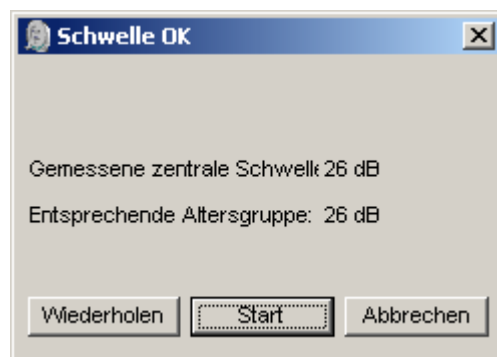 Schwelle OK
Gemessene zentrale Schwelle 26 dB
Entsprechende Altersgruppe: 26 dB
Wiederholen Start Abbrechen